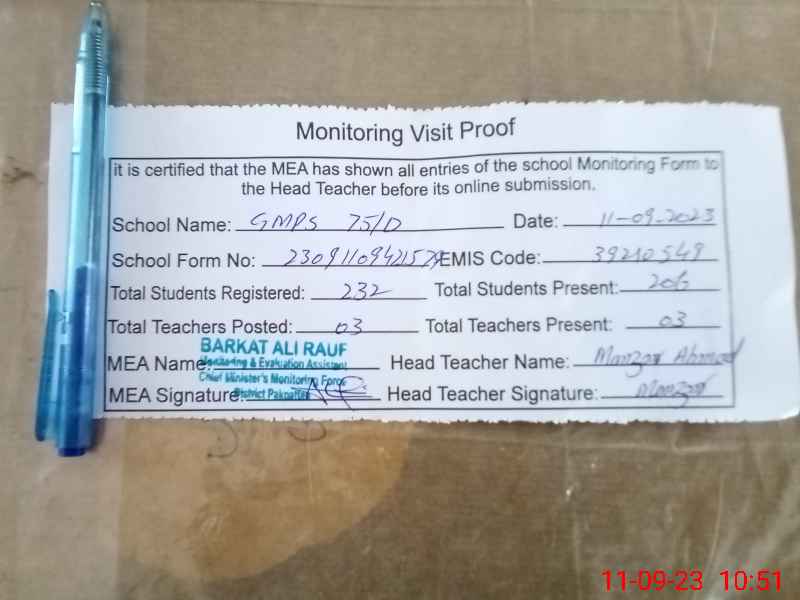 Monitoring Visit Proof
it is certified that the MEA has shown all entries of the school Monitoring Form to
the Head Teacher before its online submission.
School Name: GMPS 75/D Date: 11-09-2023
School Form No: EMIS Code: 39210549
Total Students Registered: 232 Total Students Present: 206
Total Teachers Posted: 03 Total Teachers Present: 03
BARKAT ALI RAUF
MEA Name: Monitoring & Evaluation Assistant Head Teacher Name: Manzoor Ahmad
Chief Minister's Monitoring Force
MEA Signature: District Pakpattan Head Teacher Signature: Manzoor
11-09-23 10:51